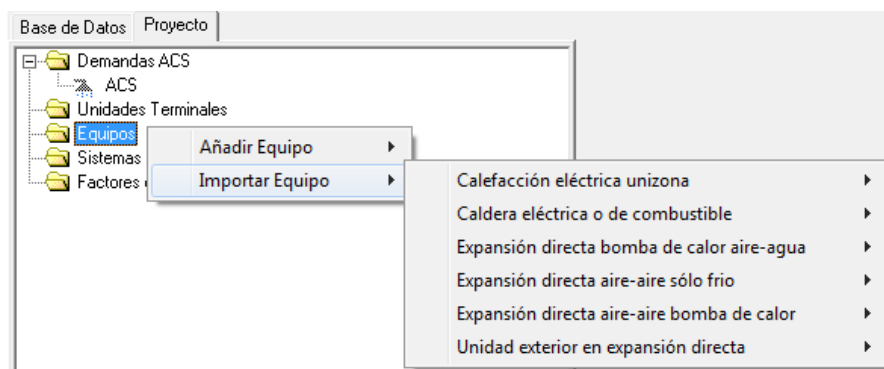 Base de Datos Proyecto
Demandas ACS
ACS
Unidades Terminales
Equipos
Añadir Equipo
Sistemas
Importar Equipo
Factores
Calefacción eléctrica unizona
Caldera eléctrica o de combustible
Expansión directa bomba de calor aire-agua
Expansión directa aire-aire sólo frio
Expansión directa aire-aire bomba de calor
Unidad exterior en expansión directa